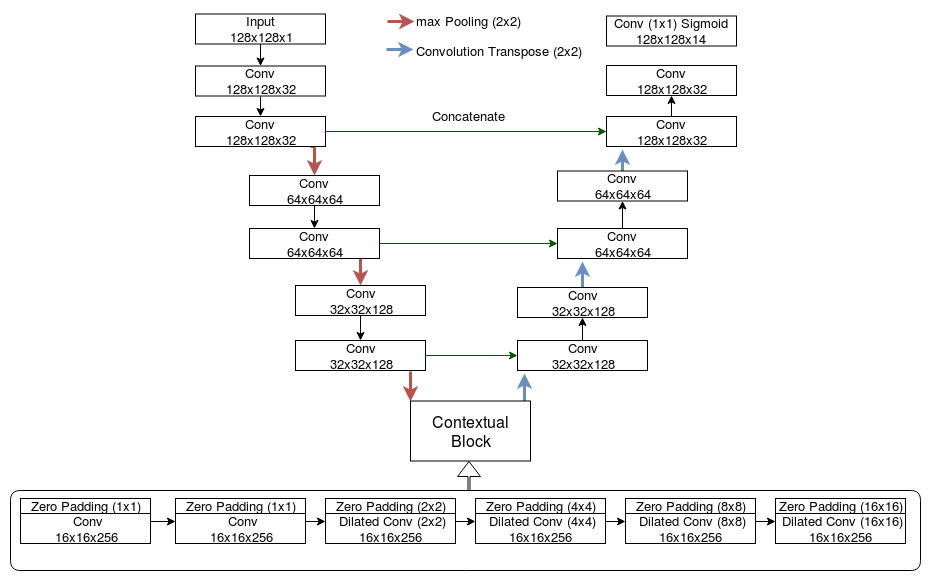 Input
128x128x1
Conv
128x128x32
Conv
128x128x32
max Pooling (2x2)
Convolution Transpose (2x2)
Concatenate
Conv (1x1) Sigmoid
128x128x14
Conv
128x128x32
Conv
128x128x32
Conv
64x64x64
Conv
64x64x64
Conv
64x64x64
Conv
64x64x64
Conv
32x32x128
Conv
32x32x128
Conv
32x32x128
Conv
32x32x128
Contextual
Block
Zero Padding (1x1)
Conv
16x16x256
Zero Padding (1x1)
Conv
16x16x256
Zero Padding (2x2)
Dilated Conv (2x2)
16x16x256
Zero Padding (4x4)
Dilated Conv (4x4)
16x16x256
Zero Padding (8x8)
Dilated Conv (8x8)
16x16x256
Zero Padding (16x16)
Dilated Conv (16x16)
16x16x256